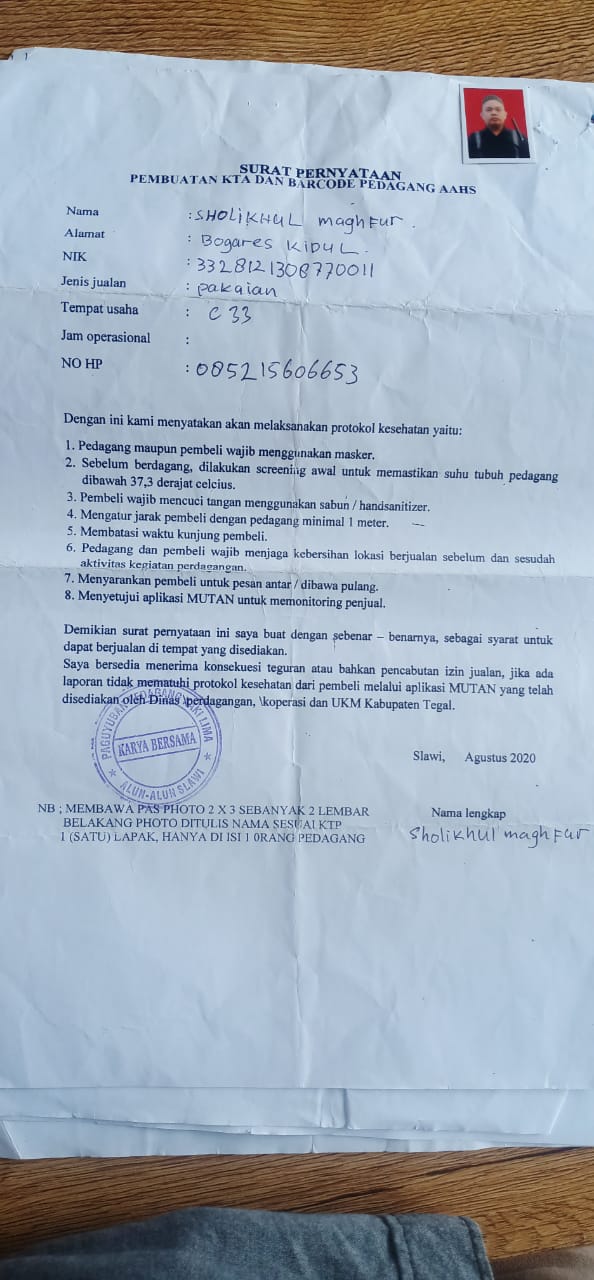 SURAT PERNYATAAN
PEMBUATAN KTA DAN BARCODE PEDAGANG AAHS
Nama : SHOLIKHUL maghfur .
Alamat : Bogares KIDUL .
NIK : 3328121308770011
Jenis jualan : pakaian
Tempat usaha : C 33
Jam operasional :
NO HP : 085215606653
Dengan ini kami menyatakan akan melaksanakan protokol kesehatan yaitu:
1. Pedagang maupun pembeli wajib menggunakan masker.
2. Sebelum berdagang, dilakukan screening awal untuk memastikan suhu tubuh pedagang
dibawah 37,3 derajat celcius.
3. Pembeli wajib mencuci tangan menggunakan sabun / handsanitizer.
4. Mengatur jarak pembeli dengan pedagang minimal 1 meter.
5. Membatasi waktu kunjung pembeli.
6. Pedagang dan pembeli wajib menjaga kebersihan lokasi berjualan sebelum dan sesudah
aktivitas kegiatan perdagangan.
7. Menyarankan pembeli untuk pesan antar / dibawa pulang.
8. Menyetujui aplikasi MUTAN untuk memonitoring penjual.
Demikian surat pernyataan ini saya buat dengan sebenar – benarnya, sebagai syarat untuk
dapat berjualan di tempat yang disediakan.
Saya bersedia menerima konsekuesi teguran atau bahkan pencabutan izin jualan, jika ada
laporan tidak mematuhi protokol kesehatan dari pembeli melalui aplikasi MUTAN yang telah
disediakan oleh Dinas \perdagangan, \koperasi dan UKM Kabupaten Tegal.
PAGUYUBAN PEDAGANG KAKI LIMA
KARYA BERSAMA
ALUN-ALUN SLAWI
Slawi, Agustus 2020
NB ; MEMBAWA PAS PHOTO 2 X 3 SEBANYAK 2 LEMBAR
BELAKANG PHOTO DITULIS NAMA SESUAI KTP
1 (SATU) LAPAK, HANYA DI ISI 1 0RANG PEDAGANG
Nama lengkap
Sholikhul maghfur